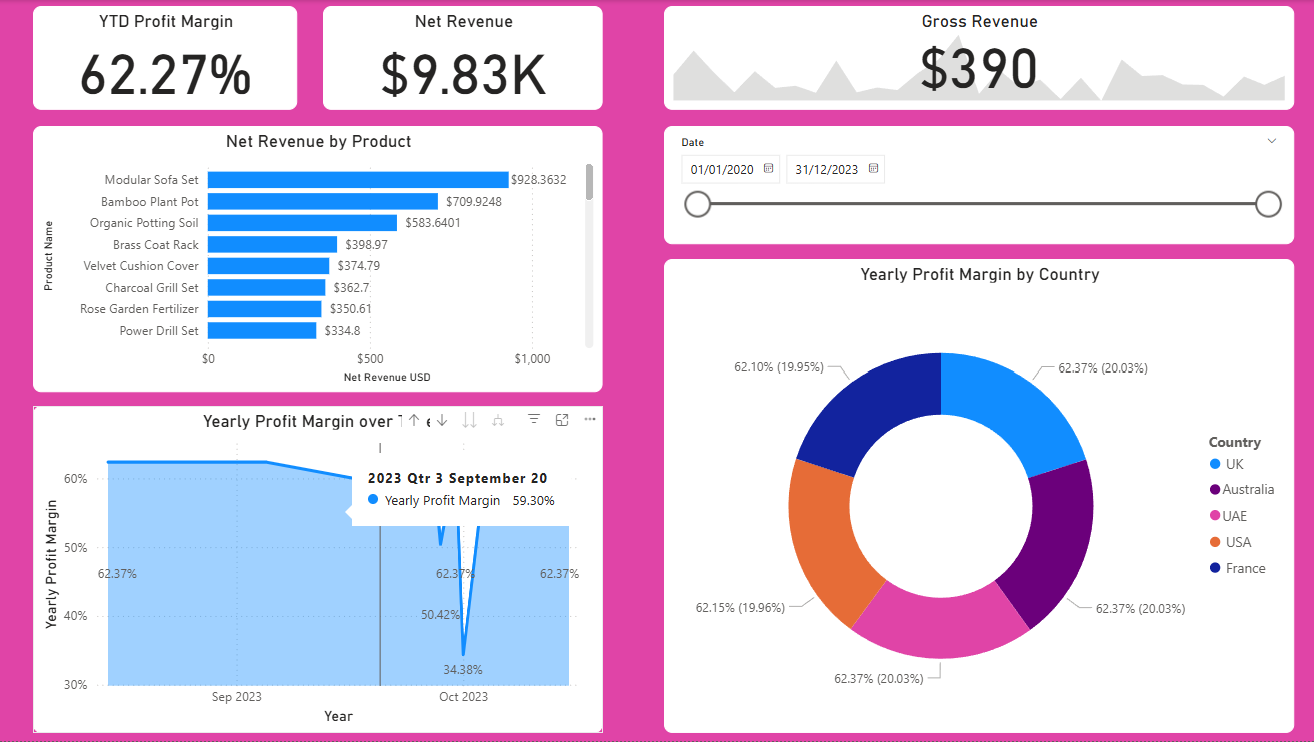 YTD Profit Margin
62.27%
Net Revenue
$9.83K
Gross Revenue
$390
Net Revenue by Product
Product Name
Modular Sofa Set $928.3632
Bamboo Plant Pot $709.9248
Organic Potting Soil $583.6401
Brass Coat Rack $398.97
Velvet Cushion Cover $374.79
Charcoal Grill Set $362.7
Rose Garden Fertilizer $350.61
Power Drill Set $334.8
$0 $500 $1,000
Net Revenue USD
Date
01/01/2020 31/12/2023
Yearly Profit Margin over
Yearly Profit Margin
60%
50%
40%
30%
2023 Qtr 3 September 20
Yearly Profit Margin 59.30%
62.37% 62.37% 62.37%
50.42%
34.38%
Sep 2023 Oct 2023
Year
Yearly Profit Margin by Country
62.10% (19.95%) 62.37% (20.03%)
62.15% (19.96%) 62.37% (20.03%)
62.37% (20.03%)
Country
UK
Australia
UAE
USA
France